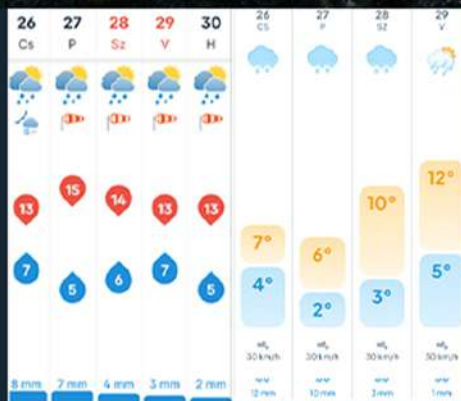 26 27 28 29 30
Cs P Sz V H
13 15 14 13 13
7 5 6 7 5
8 mm 7 mm 4 mm 3 mm 2 mm
26 27 28 29
CS P SZ V
7° 6° 10° 12°
4° 2° 3° 5°
30 km/h 30 km/h 30 km/h 30 km/h
12 mm 10 mm 3 mm 1 mm